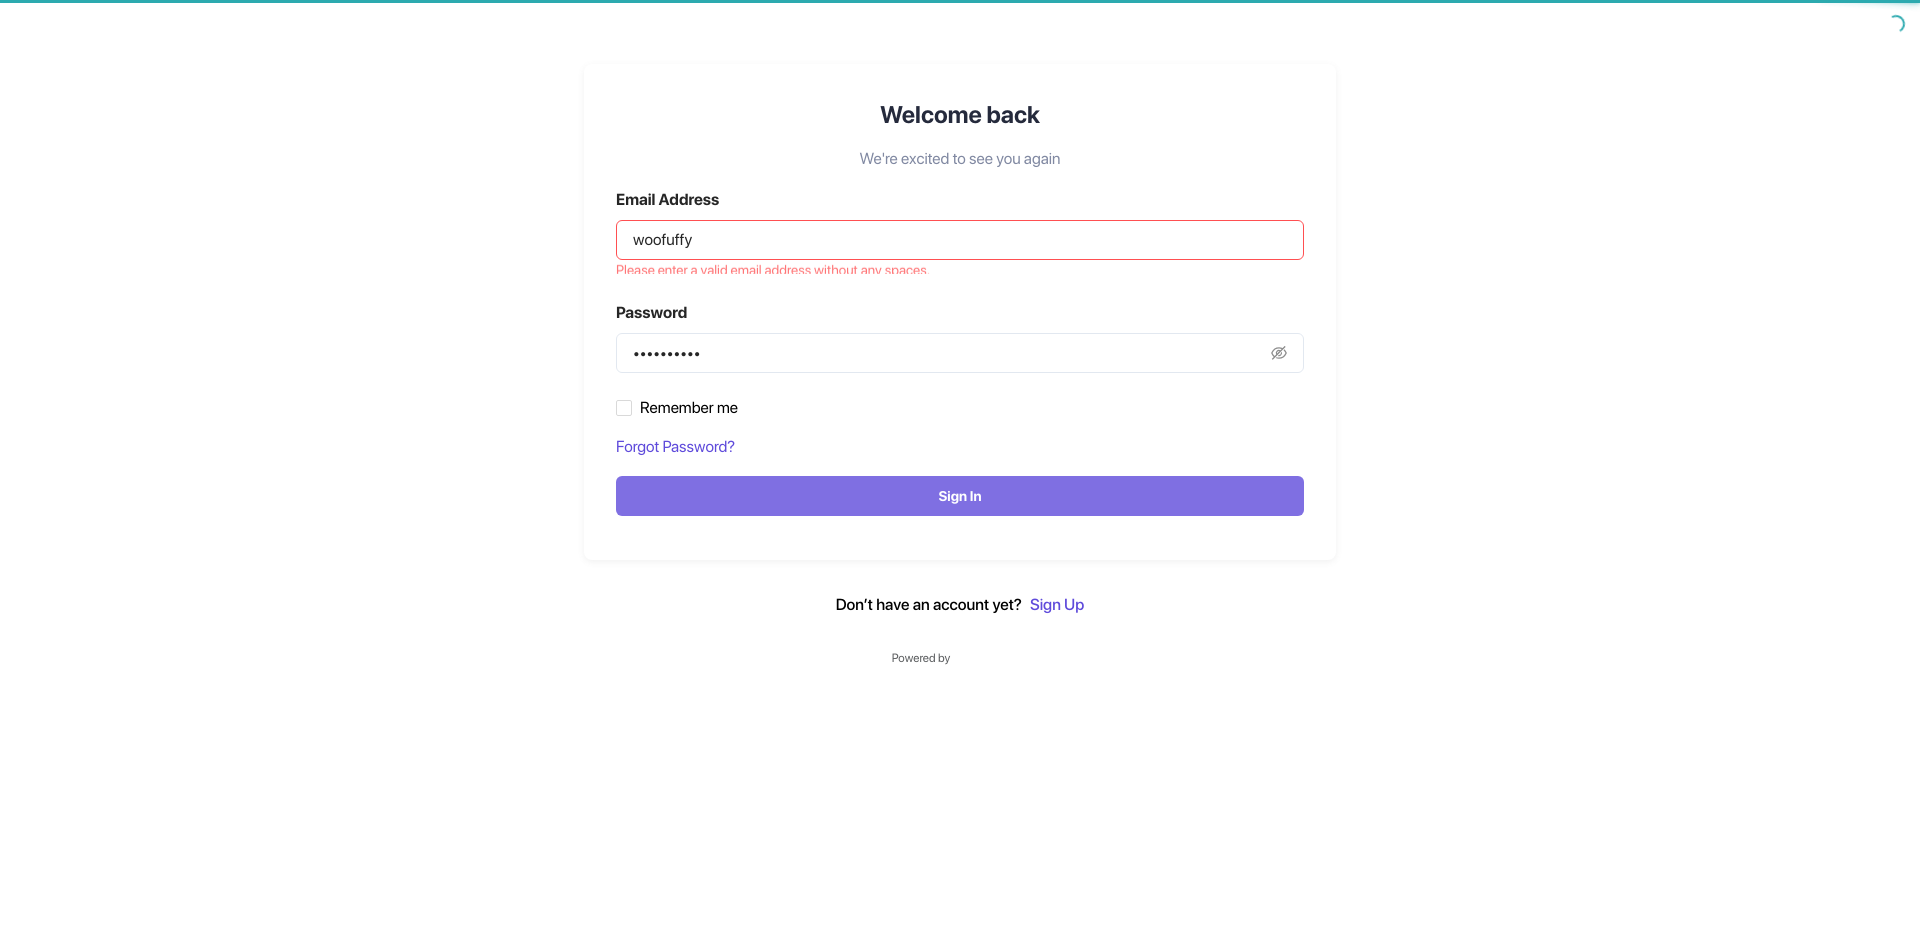 Welcome back
We're excited to see you again
Email Address
woofuffy
Please enter a valid email address without any spaces.
Password
••••••••••
Remember me
Forgot Password?
Sign In
Don't have an account yet? Sign Up
Powered by